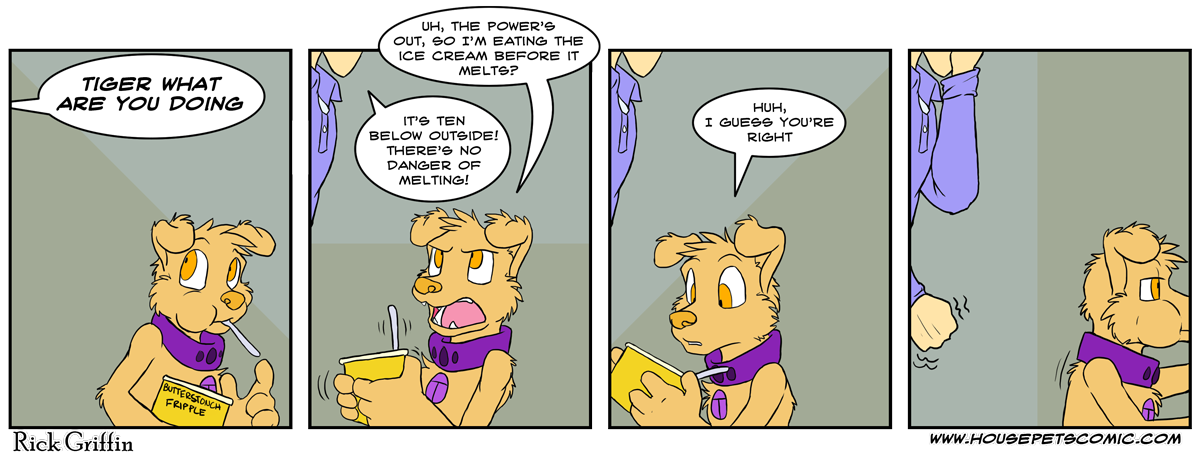 TIGER WHAT
ARE YOU DOING
BUTTERSTOUCH
FRIPPLE
UH, THE POWER'S
OUT, SO I'M EATING THE
ICE CREAM BEFORE IT
MELTS?
IT'S TEN
BELOW OUTSIDE!
THERE'S NO
DANGER OF
MELTING!
HUH,
I GUESS YOU'RE
RIGHT
Rick Griffin
WWW.HOUSEPETSCOMIC.COM